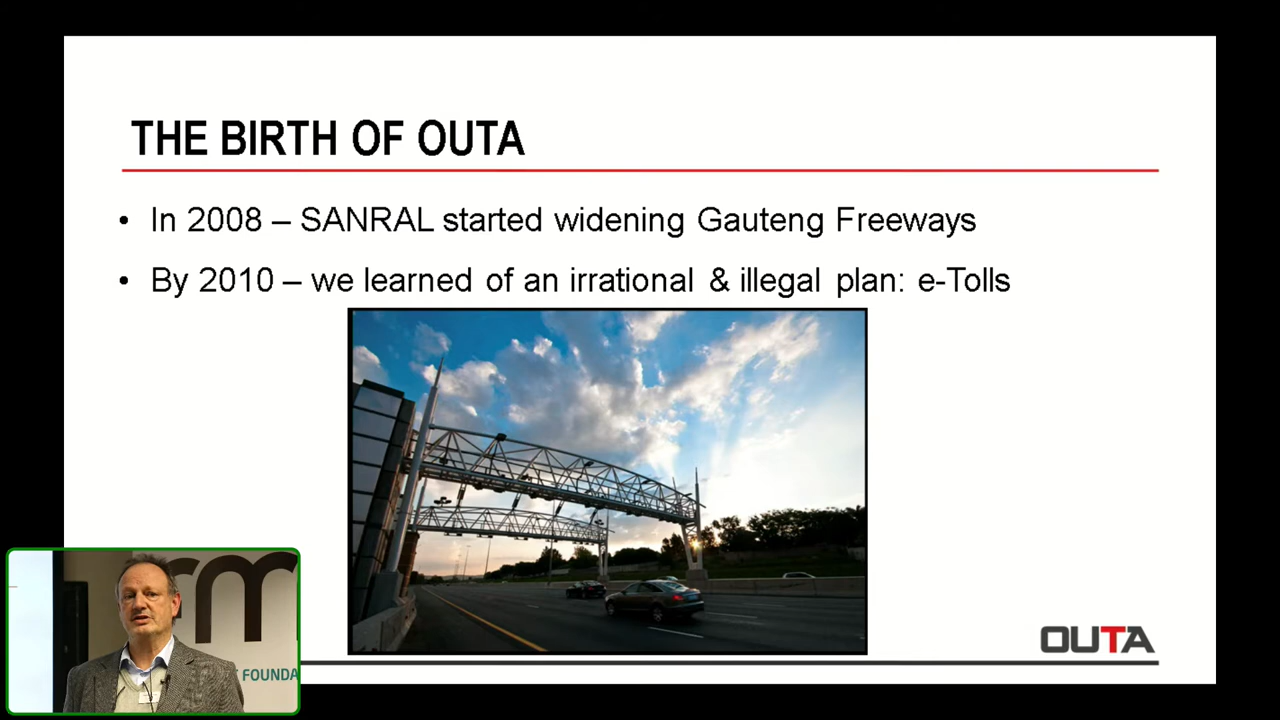 THE BIRTH OF OUTA
• In 2008 – SANRAL started widening Gauteng Freeways
• By 2010 – we learned of an irrational & illegal plan: e-Tolls
OUTA
rm
FOUNDA